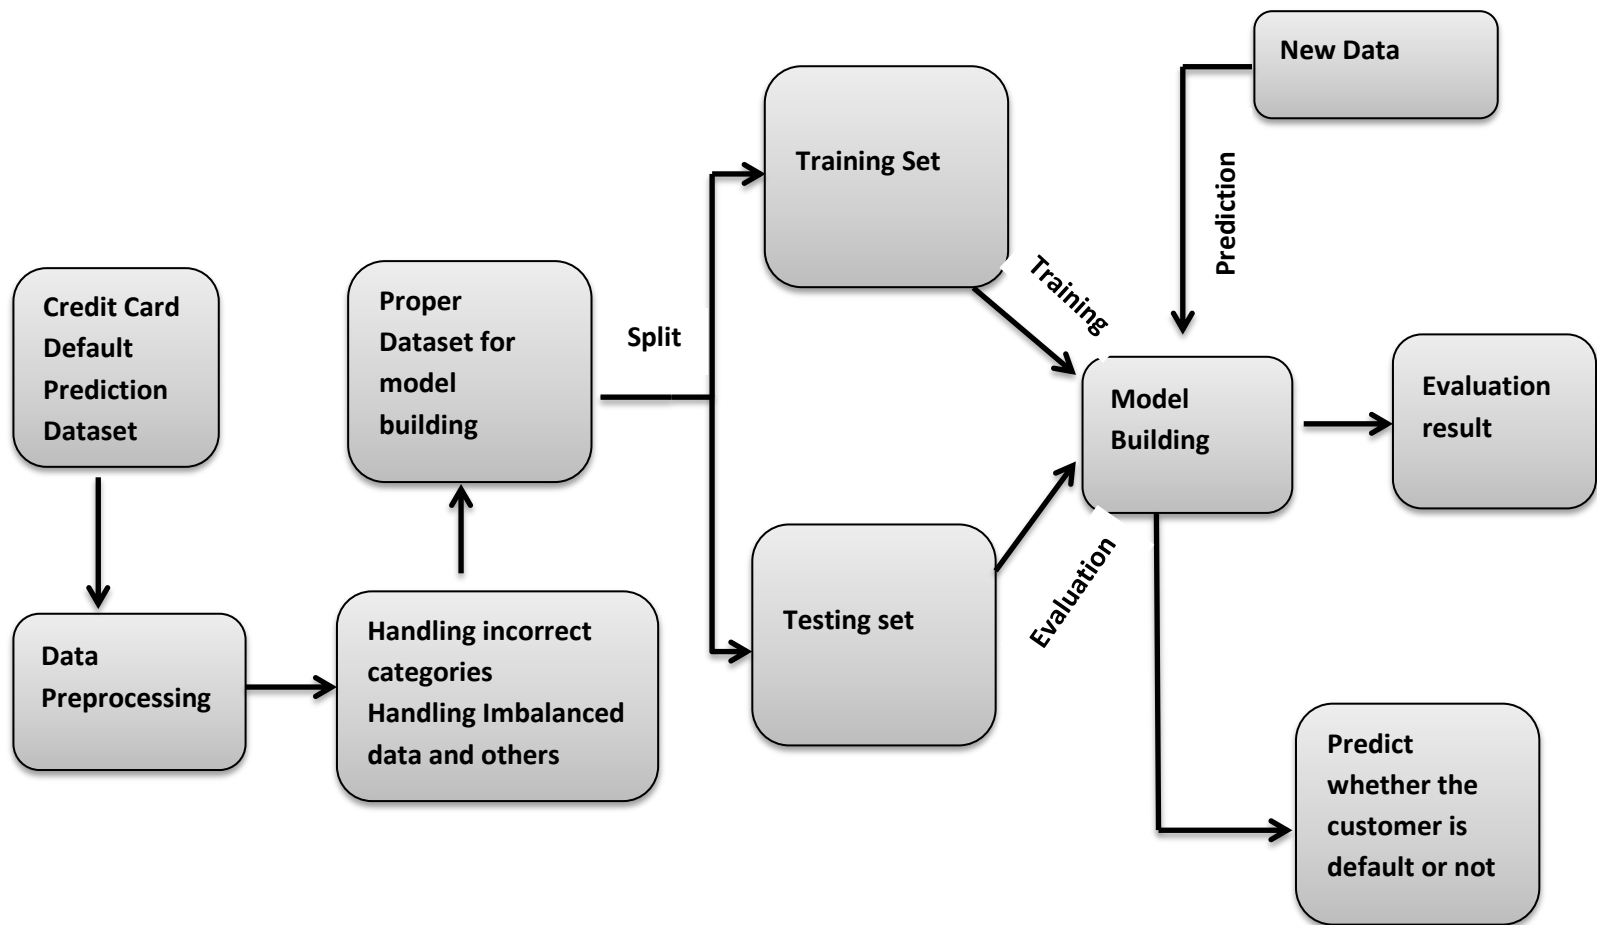 Credit Card
Default
Prediction
Dataset
Data
Preprocessing
Handling incorrect
categories
Handling Imbalanced
data and others
Proper
Dataset for
model
building
Split
Training Set
Testing set
Training
Evaluation
New Data
Prediction
Model
Building
Evaluation
result
Predict
whether the
customer is
default or not